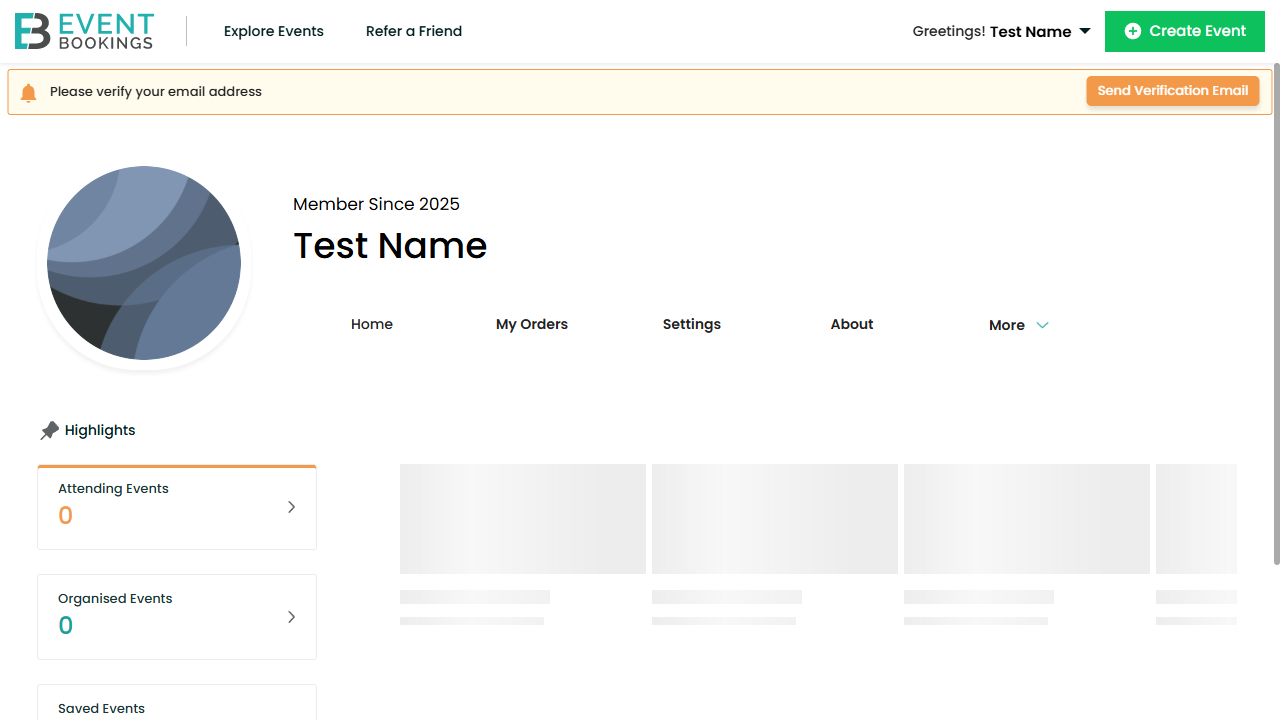 EVENT
BOOKINGS
Explore Events
Refer a Friend
Greetings! Test Name
Create Event
Please verify your email address
Send Verification Email
Member Since 2025
Test Name
Home
My Orders
Settings
About
More
Highlights
Attending Events
0
Organised Events
0
Saved Events